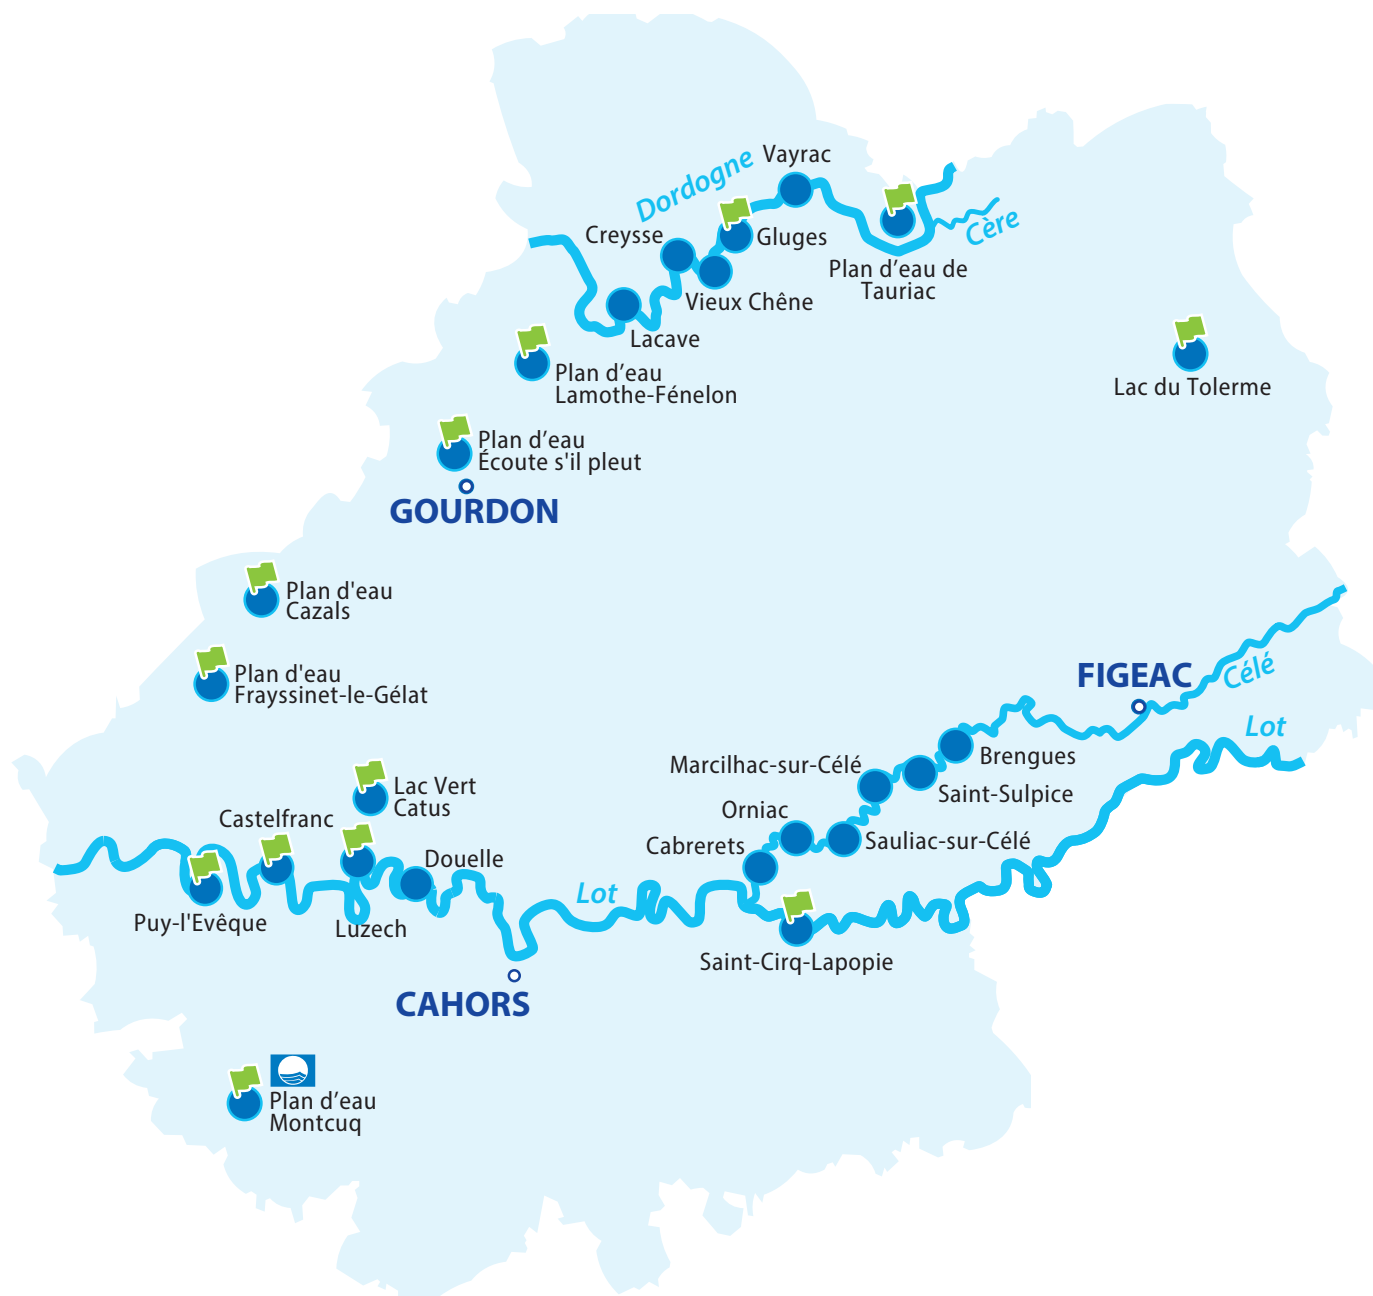 Vayrac
Dordogne
Creysse
Gluges
Cère
Plan d’eau de
Tauriac
Vieux Chêne
Lacave
Plan d’eau
Lamothe-Fénelon
Lac du Tolerme
Plan d’eau
Écoute s'il pleut
GOURDON
Plan d'eau
Cazals
Plan d'eau
Frayssinet-le-Gélat
FIGEAC
Célé
Lot
Brengues
Marcilhac-sur-Célé
Saint-Sulpice
Lac Vert
Catus
Castelfranc
Orniac
Sauliac-sur-Célé
Cabrerets
Douelle
Lot
Puy-l'Evêque
Luzech
Saint-Cirq-Lapopie
CAHORS
Plan d’eau
Montcuq